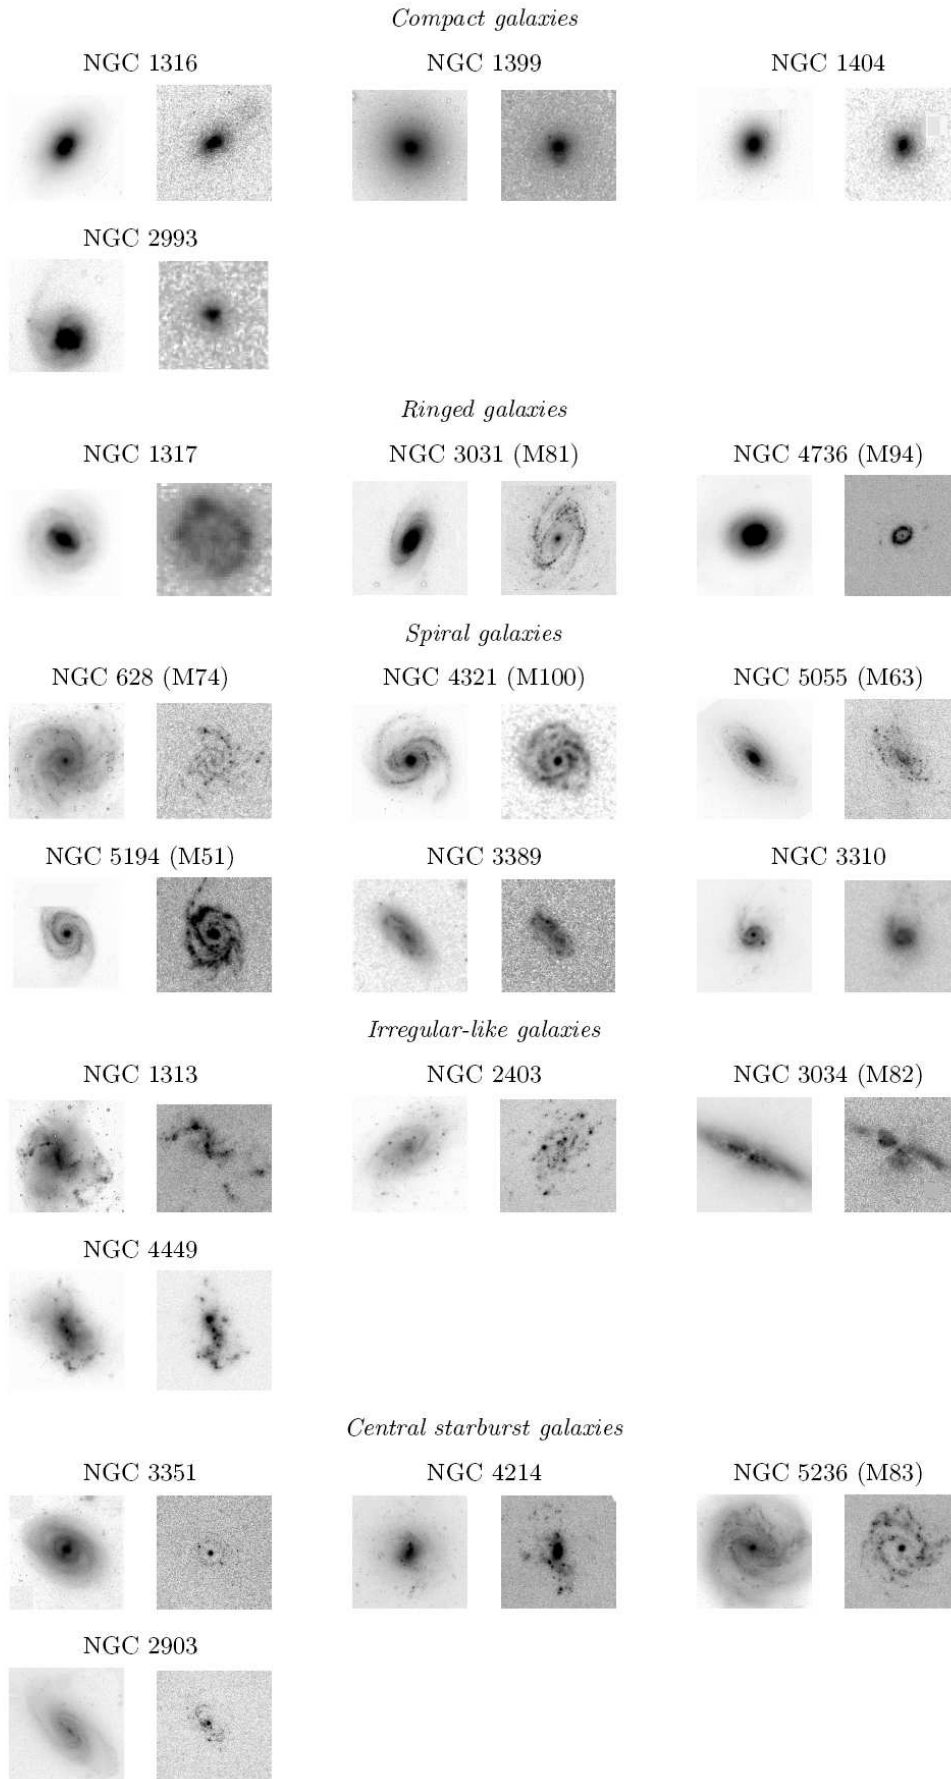 Compact galaxies
NGC 1316 NGC 1399 NGC 1404
NGC 2993
Ringed galaxies
NGC 1317 NGC 3031 (M81) NGC 4736 (M94)
Spiral galaxies
NGC 628 (M74) NGC 4321 (M100) NGC 5055 (M63)
NGC 5194 (M51) NGC 3389 NGC 3310
Irregular-like galaxies
NGC 1313 NGC 2403 NGC 3034 (M82)
NGC 4449
Central starburst galaxies
NGC 3351 NGC 4214 NGC 5236 (M83)
NGC 2903